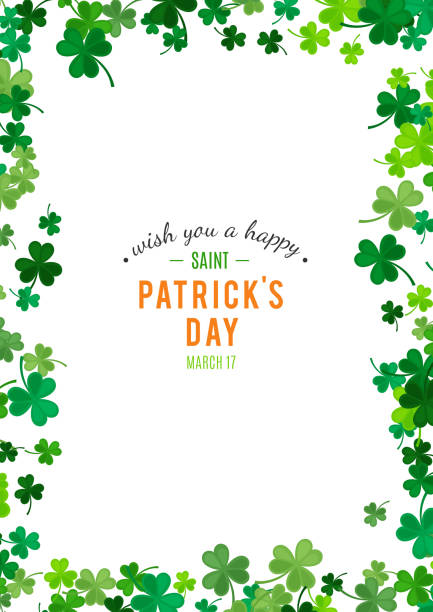 wish you a happy
SAINT
PATRICK'S
DAY
MARCH 17